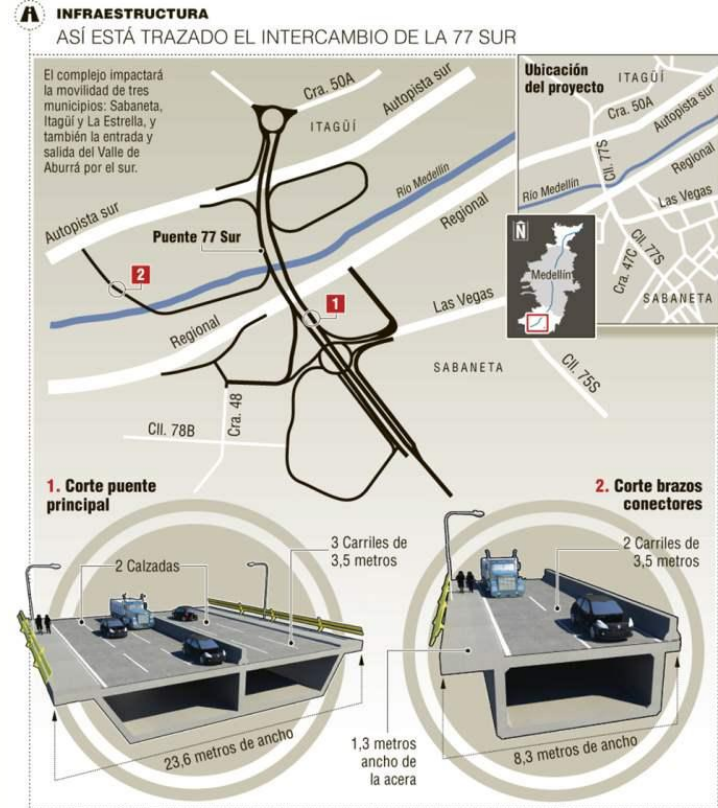 INFRAESTRUCTURA
ASÍ ESTÁ TRAZADO EL INTERCAMBIO DE LA 77 SUR
El complejo impactará
la movilidad de tres
municipios: Sabaneta,
Itagüí y La Estrella, y
también la entrada y
salida del Valle de
Aburrá por el sur.
Cra. 50A
Autopista sur
ITAGÜÍ
Río Medellín
Regional
Autopista sur
Puente 77 Sur
2
1
Regional
Las Vegas
SABANETA
Cll. 75S
Cll. 78B
Cra. 48
Ubicación
del proyecto
ITAGÜÍ
Cra. 50A
Autopista sur
Cll. 77S
Río Medellín
Regional
Las Vegas
Ñ
Medellín
Cra. 47C
Cll. 77S
SABANETA
1. Corte puente
principal
2 Calzadas
3 Carriles de
3,5 metros
23,6 metros de ancho
2. Corte brazos
conectores
2 Carriles de
3,5 metros
1,3 metros
ancho de
la acera
8,3 metros de ancho